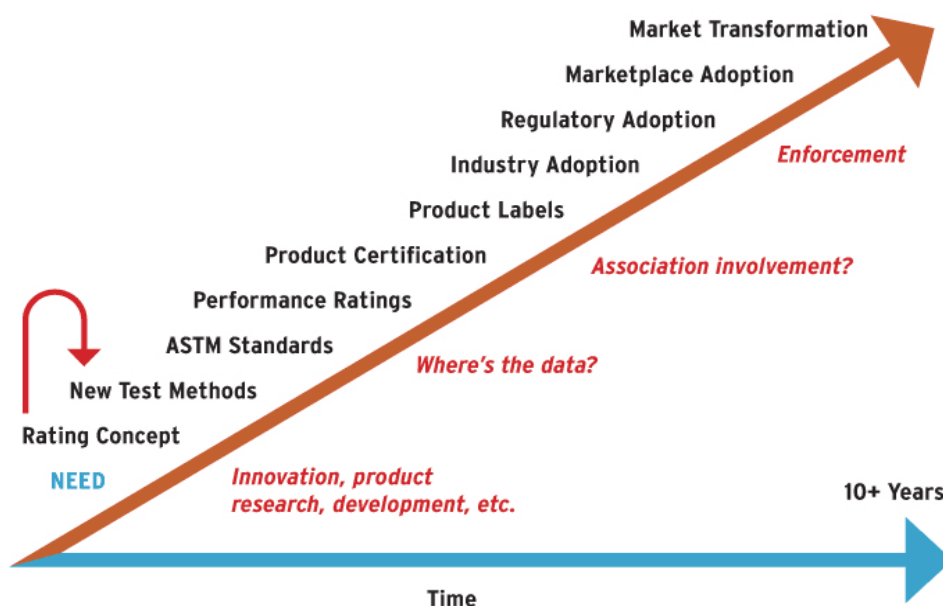 Market Transformation
Marketplace Adoption
Regulatory Adoption
Enforcement
Industry Adoption
Product Labels
Product Certification
Association involvement?
Performance Ratings
ASTM Standards
Where's the data?
New Test Methods
Rating Concept
NEED
Innovation, product
research, development, etc.
10+ Years
Time